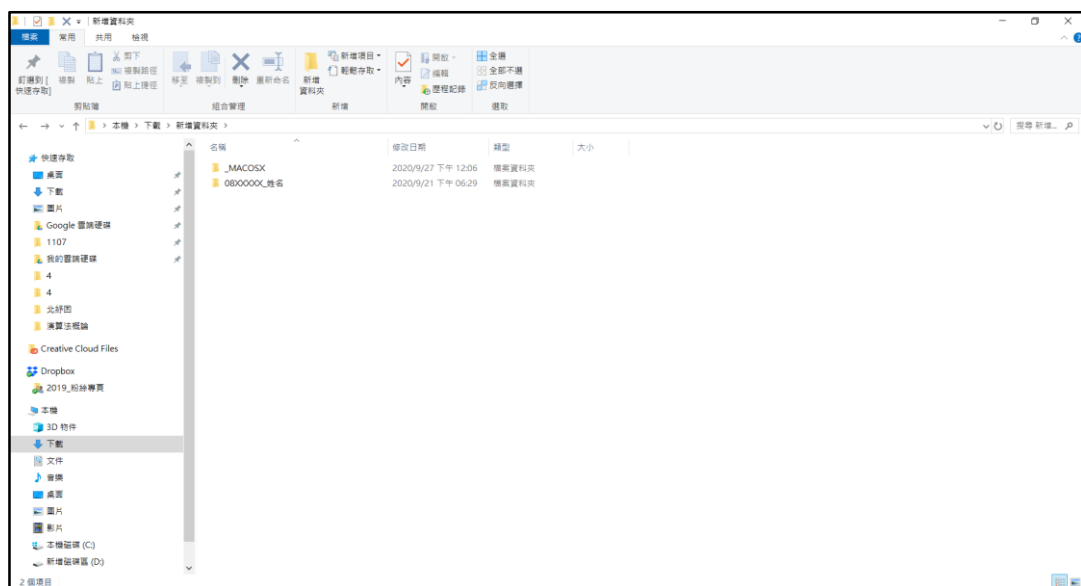 新增資料夾
檔案 常用 共用 檢視
釘選到 [快速存取]
複製
貼上
剪下
複製路徑
貼上捷徑
剪貼簿
移至
複製到
刪除
重新命名
組合管理
新增資料夾
新增項目
輕鬆存取
新增
內容
開啟
編輯
歷程記錄
開啟
全選
全部不選
反向選擇
選取
本機 > 下載 > 新增資料夾 >
搜尋 新增...
快速存取
桌面
下載
圖片
Google 雲端硬碟
1107
我的雲端硬碟
4
4
北紓困
演算法概論
Creative Cloud Files
Dropbox
2019_粉絲專頁
本機
3D 物件
下載
文件
音樂
桌面
圖片
影片
本機磁碟 (C:)
新增磁碟區 (D:)
名稱 修改日期 類型 大小
_MACOSX 2020/9/27 下午 12:06 檔案資料夾
08XXXXX_姓名 2020/9/21 下午 06:29 檔案資料夾
2 個項目